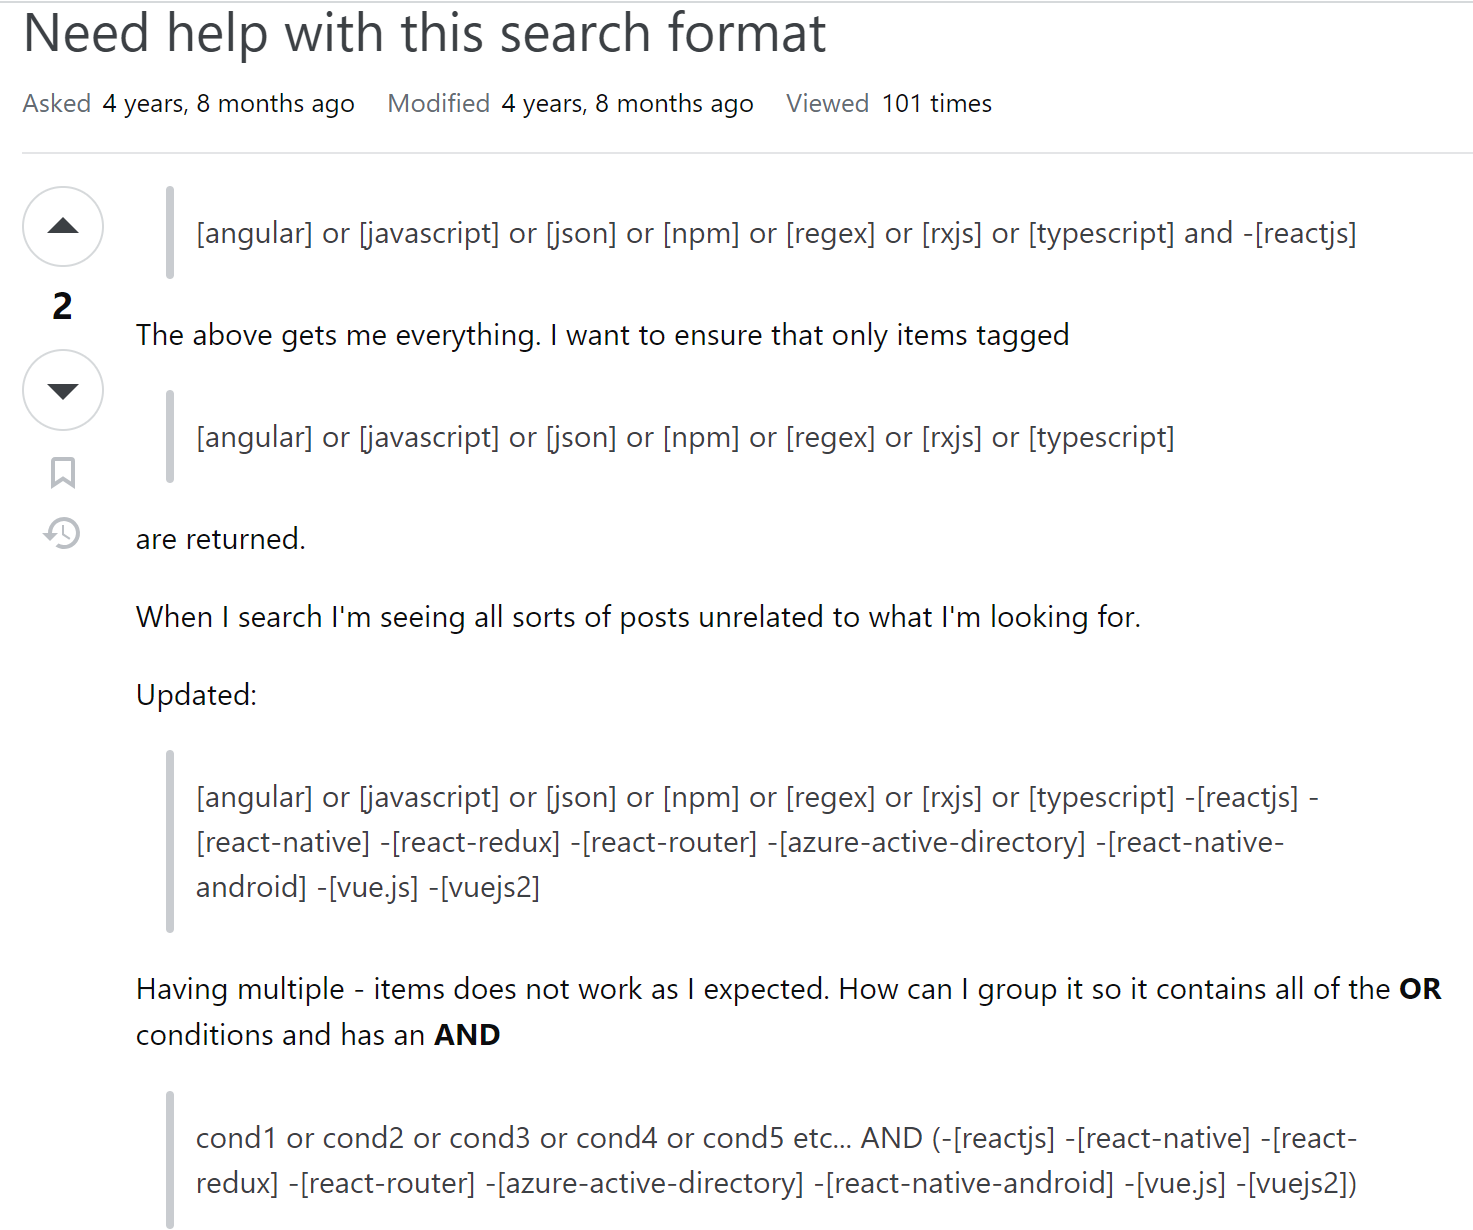 Need help with this search format
Asked 4 years, 8 months ago Modified 4 years, 8 months ago Viewed 101 times
[angular] or [javascript] or [json] or [npm] or [regex] or [rxjs] or [typescript] and -[reactjs]
2
The above gets me everything. I want to ensure that only items tagged
[angular] or [javascript] or [json] or [npm] or [regex] or [rxjs] or [typescript]
are returned.
When I search I'm seeing all sorts of posts unrelated to what I'm looking for.
Updated:
[angular] or [javascript] or [json] or [npm] or [regex] or [rxjs] or [typescript] -[reactjs] -
[react-native] -[react-redux] -[react-router] -[azure-active-directory] -[react-native-
android] -[vue.js] -[vuejs2]
Having multiple - items does not work as I expected. How can I group it so it contains all of the OR
conditions and has an AND
cond1 or cond2 or cond3 or cond4 or cond5 etc... AND (-[reactjs] -[react-native] -[react-
redux] -[react-router] -[azure-active-directory] -[react-native-android] -[vue.js] -[vuejs2])